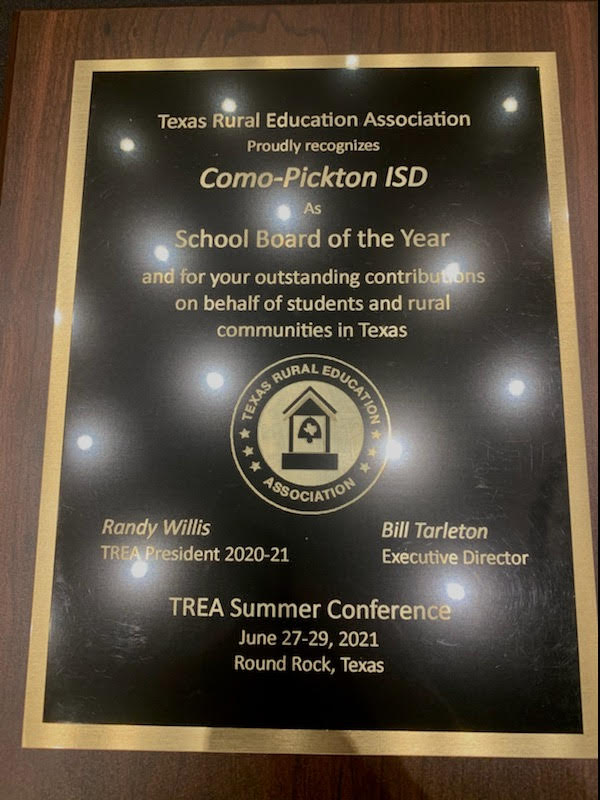 Texas Rural Education Association
Proudly recognizes
Como-Pickton ISD
As
School Board of the Year
and for your outstanding contributions
on behalf of students and rural
communities in Texas
TEXAS RURAL EDUCATION
ASSOCIATION
Randy Willis
TREA President 2020-21
Bill Tarleton
Executive Director
TREA Summer Conference
June 27-29, 2021
Round Rock, Texas